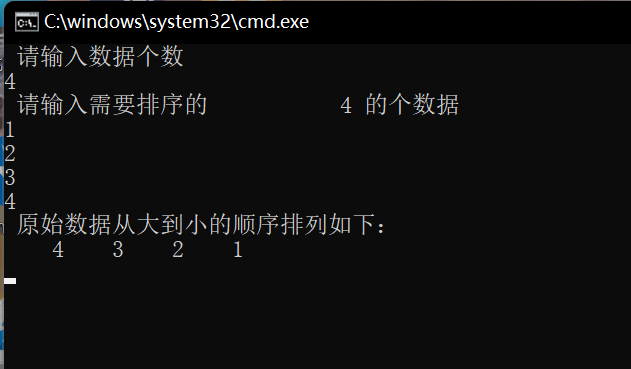 C:\windows\system32\cmd.exe
请输入数据个数
4
请输入需要排序的 4 的个数据
1
2
3
4
原始数据从大到小的顺序排列如下:
4 3 2 1